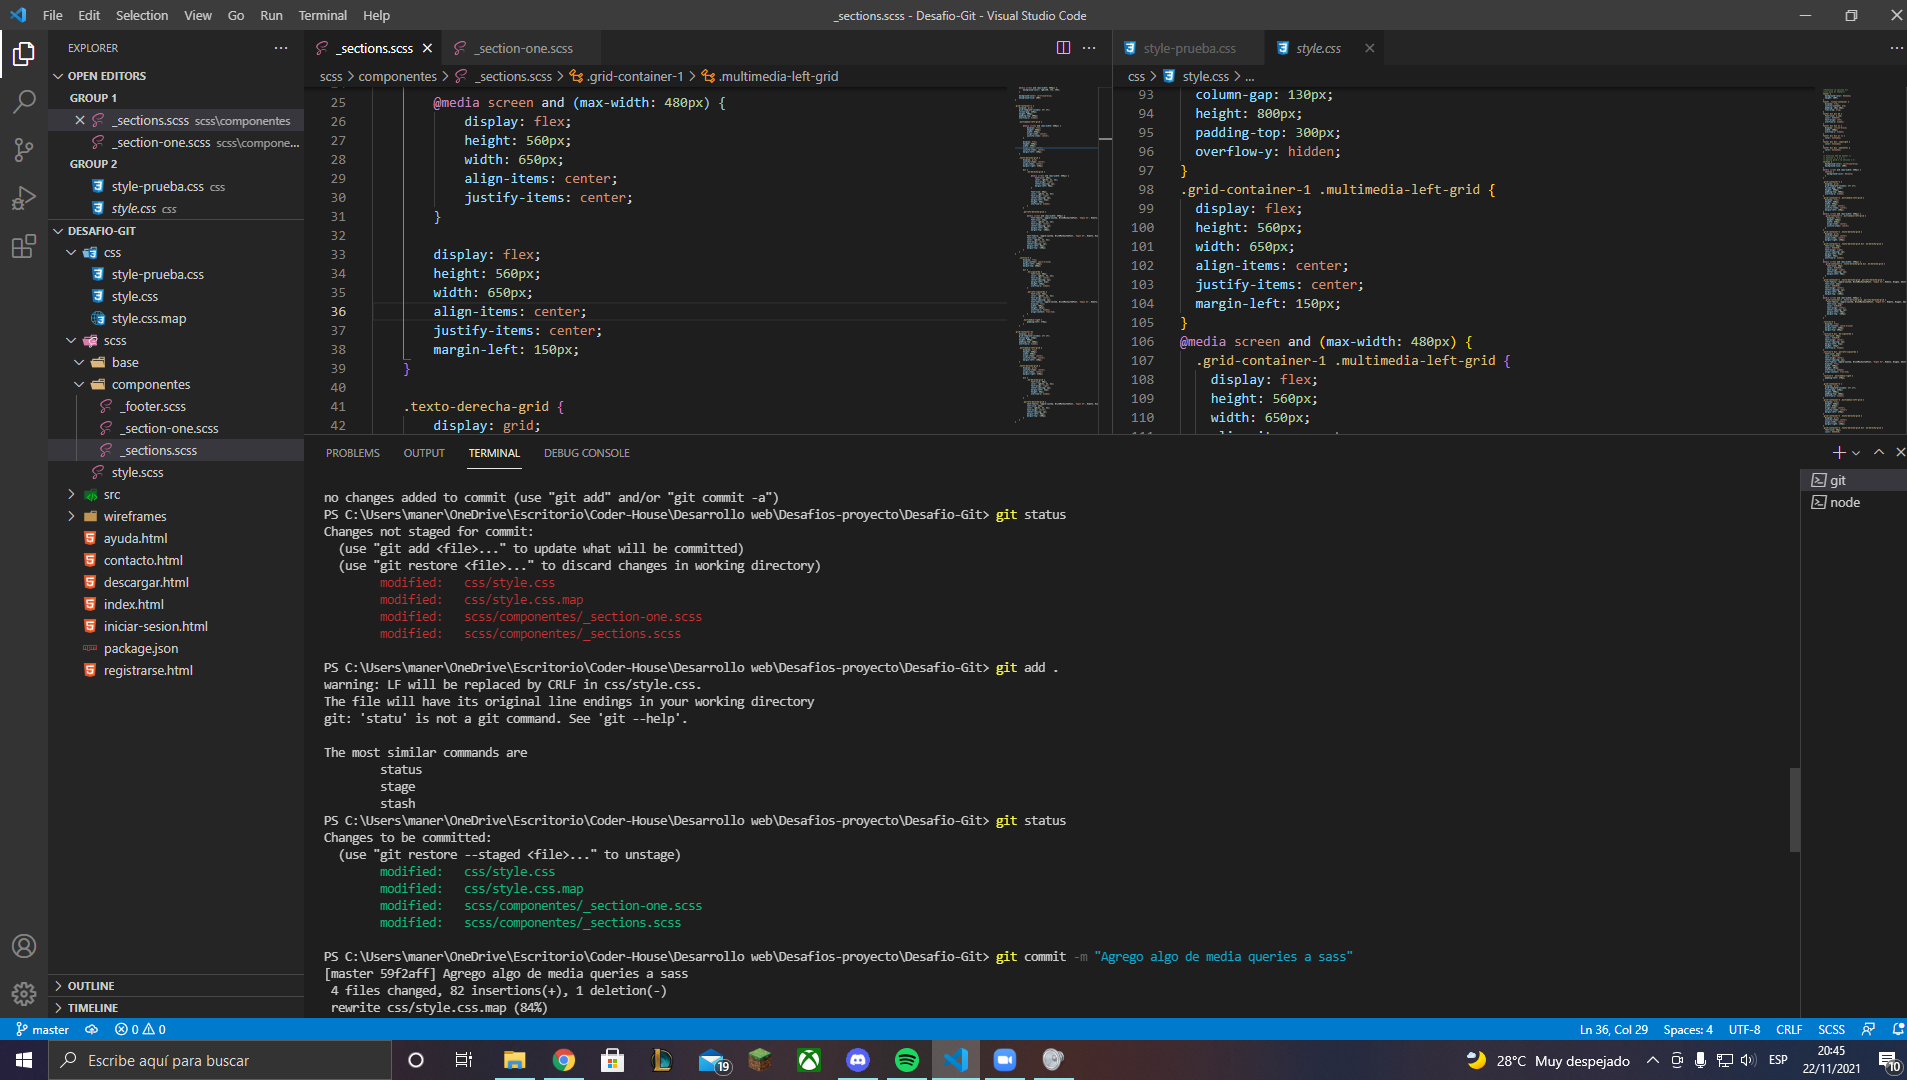 File Edit Selection View Go Run Terminal Help
_sections.scss - Desafio-Git - Visual Studio Code
EXPLORER
OPEN EDITORS
GROUP 1
_sections.scss scss\componentes
_section-one.scss scss\compone...
GROUP 2
style-prueba.css css
style.css css
DESAFIO-GIT
css
style-prueba.css
style.css
style.css.map
scss
base
componentes
_footer.scss
_section-one.scss
_sections.scss
style.scss
src
wireframes
ayuda.html
contacto.html
descargar.html
index.html
iniciar-sesion.html
package.json
registrarse.html
OUTLINE
TIMELINE
_sections.scss
_section-one.scss
scss > componentes > _sections.scss > .grid-container-1 > .multimedia-left-grid
25 @media screen and (max-width: 480px) {
26 display: flex;
27 height: 560px;
28 width: 650px;
29 align-items: center;
30 justify-items: center;
31 }
32
33 display: flex;
34 height: 560px;
35 width: 650px;
36 align-items: center;
37 justify-items: center;
38 margin-left: 150px;
39 }
40
41 .texto-derecha-grid {
42 display: grid;
style-prueba.css
style.css
css > style.css > ...
93 column-gap: 130px;
94 height: 800px;
95 padding-top: 300px;
96 overflow-y: hidden;
97 }
98 .grid-container-1 .multimedia-left-grid {
99 display: flex;
100 height: 560px;
101 width: 650px;
102 align-items: center;
103 justify-items: center;
104 margin-left: 150px;
105 }
106 @media screen and (max-width: 480px) {
107 .grid-container-1 .multimedia-left-grid {
108 display: flex;
109 height: 560px;
110 width: 650px;
PROBLEMS OUTPUT TERMINAL DEBUG CONSOLE
git
node
no changes added to commit (use "git add" and/or "git commit -a")
PS C:\Users\maner\OneDrive\Escritorio\Coder-House\Desarrollo web\Desafios-proyecto\Desafio-Git> git status
Changes not staged for commit:
(use "git add <file>..." to update what will be committed)
(use "git restore <file>..." to discard changes in working directory)
modified: css/style.css
modified: css/style.css.map
modified: scss/componentes/_section-one.scss
modified: scss/componentes/_sections.scss
PS C:\Users\maner\OneDrive\Escritorio\Coder-House\Desarrollo web\Desafios-proyecto\Desafio-Git> git add .
warning: LF will be replaced by CRLF in css/style.css.
The file will have its original line endings in your working directory
git: 'statu' is not a git command. See 'git --help'.
The most similar commands are
status
stage
stash
PS C:\Users\maner\OneDrive\Escritorio\Coder-House\Desarrollo web\Desafios-proyecto\Desafio-Git> git status
Changes to be committed:
(use "git restore --staged <file>..." to unstage)
modified: css/style.css
modified: css/style.css.map
modified: scss/componentes/_section-one.scss
modified: scss/componentes/_sections.scss
PS C:\Users\maner\OneDrive\Escritorio\Coder-House\Desarrollo web\Desafios-proyecto\Desafio-Git> git commit -m "Agrego algo de media queries a sass"
[master 59f2aff] Agrego algo de media queries a sass
4 files changed, 82 insertions(+), 1 deletion(-)
rewrite css/style.css.map (84%)
master 0 0
Ln 36, Col 29 Spaces: 4 UTF-8 CRLF SCSS
Escribe aquí para buscar
19
28°C Muy despejado
ESP
20:45
22/11/2021
10